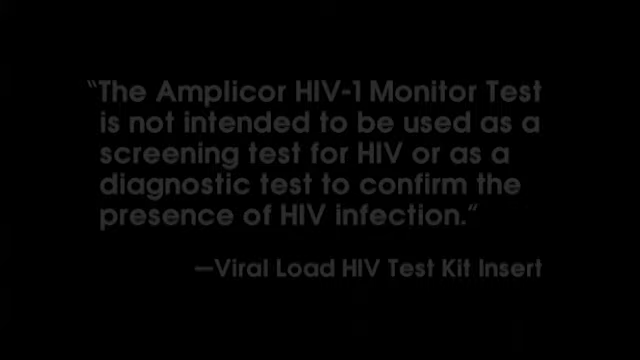 “The Amplicor HIV-1 Monitor Test
is not intended to be used as a
screening test for HIV or as a
diagnostic test to confirm the
presence of HIV infection.“
—Viral Load HIV Test Kit Insert